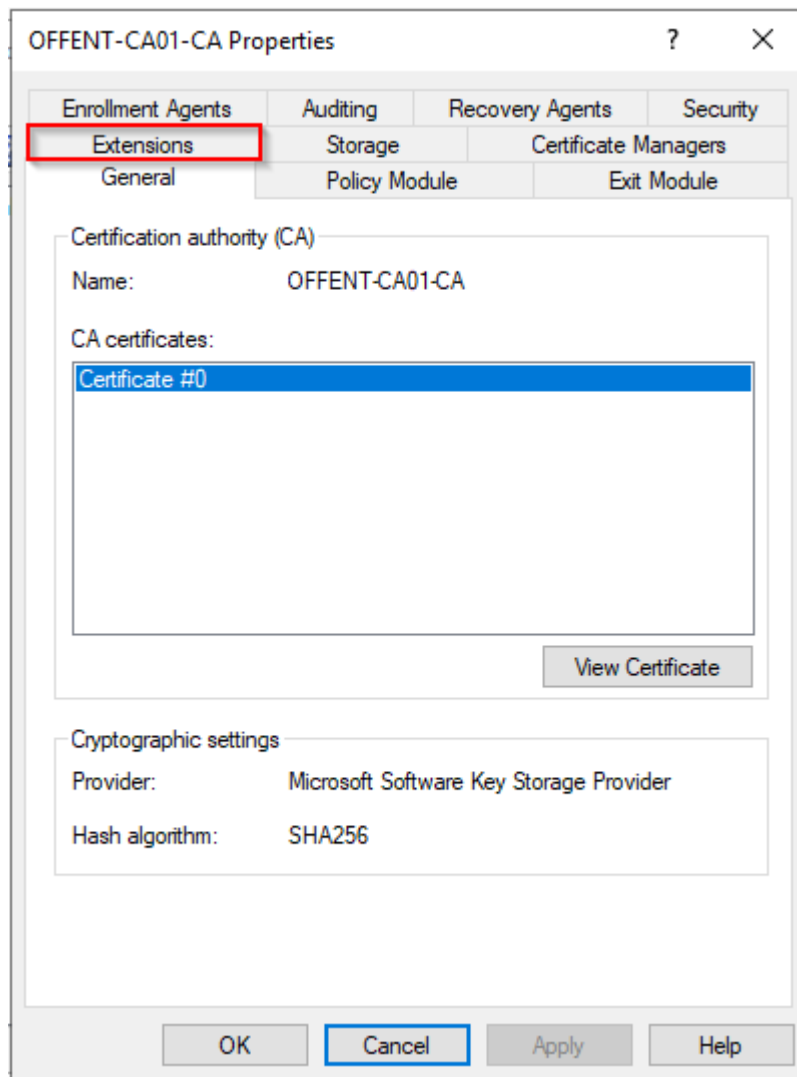 OFFENT-CA01-CA Properties ?
Enrollment Agents Auditing Recovery Agents Security
Extensions Storage Certificate Managers
General Policy Module Exit Module
Certification authority (CA)
Name: OFFENT-CA01-CA
CA certificates:
Certificate #0
View Certificate
Cryptographic settings
Provider: Microsoft Software Key Storage Provider
Hash algorithm: SHA256
OK Cancel Apply Help